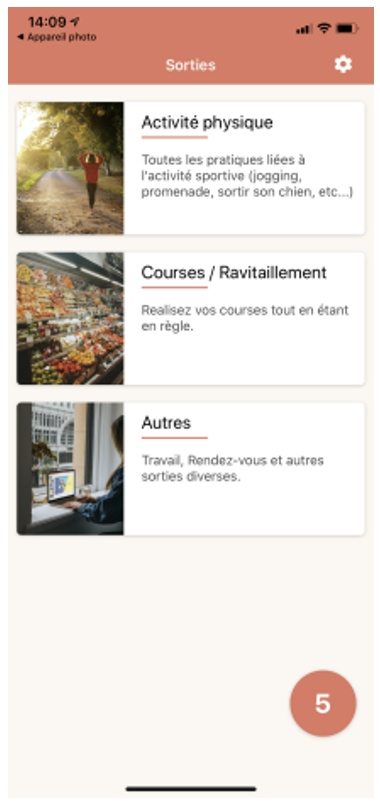 14:09
Appareil photo
Sorties
Activité physique
Toutes les pratiques liées à
l'activité sportive (jogging,
promenade, sortir son chien, etc...)
Courses / Ravitaillement
Realisez vos courses tout en étant
en règle.
Autres
Travail, Rendez-vous et autres
sorties diverses.
5